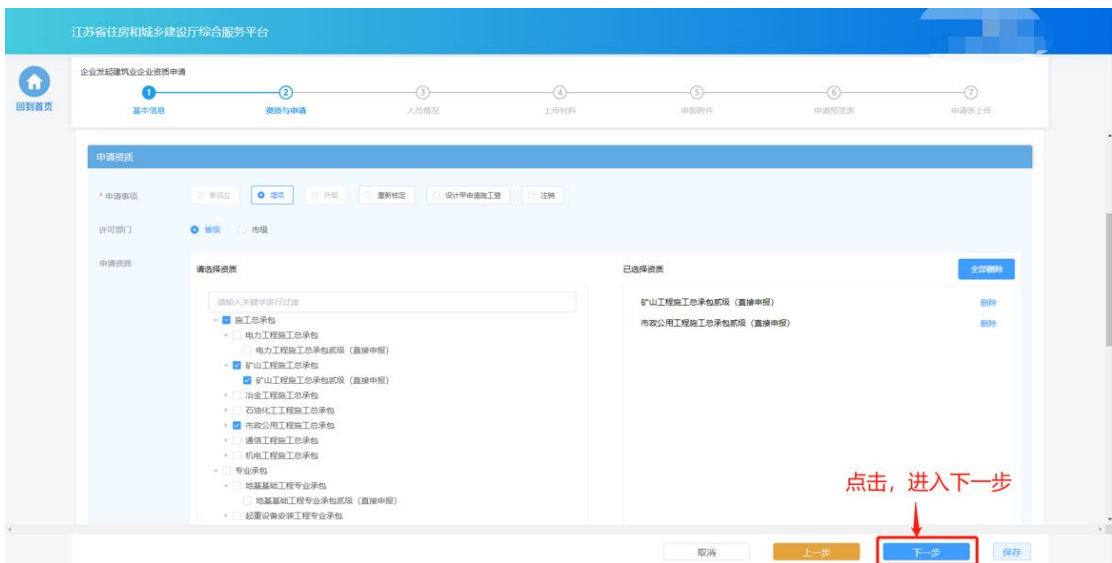 江苏省住房和城乡建设厅综合服务平台
回到首页
企业发起建筑业企业资质申请
1 2 3 4 5 6 7
基本信息 资质与申请 人员情况 上传材料 申报附件 申请预览表 申请表上传
申请资质
* 申请事项 新设立 增项 升级 重新核定 设计甲申请施工壹 注销
许可部门 省级 市级
申请资质 请选择资质 已选择资质 全部删除
请输入关键字进行过滤
矿山工程施工总承包贰级（直接申报） 删除
施工总承包
市政公用工程施工总承包贰级（直接申报） 删除
电力工程施工总承包
电力工程施工总承包贰级（直接申报）
矿山工程施工总承包
矿山工程施工总承包贰级（直接申报）
冶金工程施工总承包
石油化工工程施工总承包
市政公用工程施工总承包
通信工程施工总承包
机电工程施工总承包
专业承包
地基基础工程专业承包
地基基础工程专业承包贰级（直接申报）
起重设备安装工程专业承包
点击，进入下一步
取消 上一步 下一步 保存